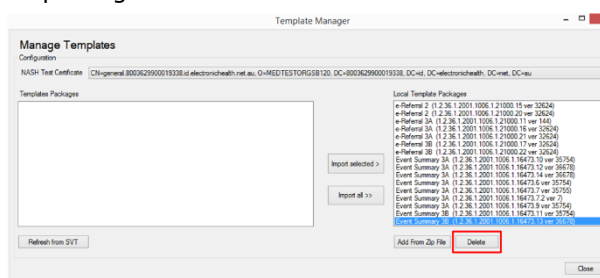 Template Manager
Manage Templates
Configuration
NASH Test Certificate
CN=general.8003629900019338.id.electronichealth.net.au, O=MEDTESTORGSB120, DC=8003629900019338, DC=id, DC=electronichealth, DC=net, DC=au
Templates Packages
Local Template Packages
e-Referral 2 (1.2.36.1.2001.1006.1.21000.15 ver 32624)
e-Referral 2 (1.2.36.1.2001.1006.1.21000.20 ver 32624)
e-Referral 3A (1.2.36.1.2001.1006.1.21000.11 ver 144)
e-Referral 3A (1.2.36.1.2001.1006.1.21000.16 ver 32624)
e-Referral 3A (1.2.36.1.2001.1006.1.21000.21 ver 32624)
e-Referral 3B (1.2.36.1.2001.1006.1.21000.17 ver 32624)
e-Referral 3B (1.2.36.1.2001.1006.1.21000.22 ver 32624)
Event Summary 3A (1.2.36.1.2001.1006.1.16473.10 ver 35754)
Event Summary 3A (1.2.36.1.2001.1006.1.16473.12 ver 36678)
Event Summary 3A (1.2.36.1.2001.1006.1.16473.14 ver 36678)
Event Summary 3A (1.2.36.1.2001.1006.1.16473.6 ver 35754)
Event Summary 3A (1.2.36.1.2001.1006.1.16473.7 ver 35755)
Event Summary 3A (1.2.36.1.2001.1006.1.16473.7.2 ver 7)
Event Summary 3A (1.2.36.1.2001.1006.1.16473.9 ver 35754)
Event Summary 3B (1.2.36.1.2001.1006.1.16473.11 ver 35754)
Event Summary 3B (1.2.36.1.2001.1006.1.16473.13 ver 36678)
Import selected >
Import all >>
Refresh from SVT
Add From Zip File
Delete
Close